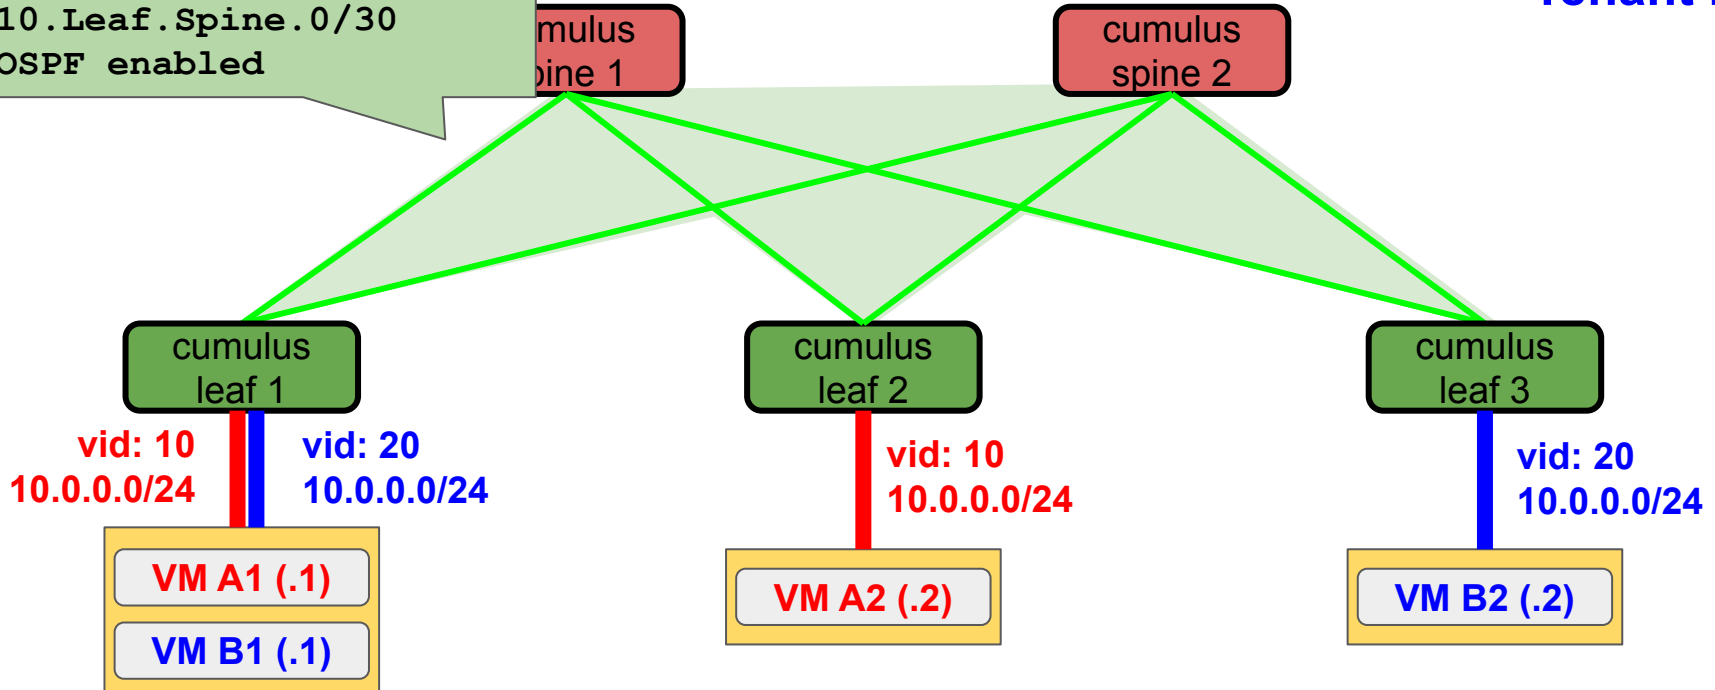 10.Leaf.Spine.0/30
OSPF enabled
cumulus
spine 2
cumulus
leaf 1
cumulus
leaf 2
cumulus
leaf 3
vid: 10
10.0.0.0/24
vid: 20
10.0.0.0/24
vid: 10
10.0.0.0/24
vid: 20
10.0.0.0/24
VM A1 (.1)
VM B1 (.1)
VM A2 (.2)
VM B2 (.2)